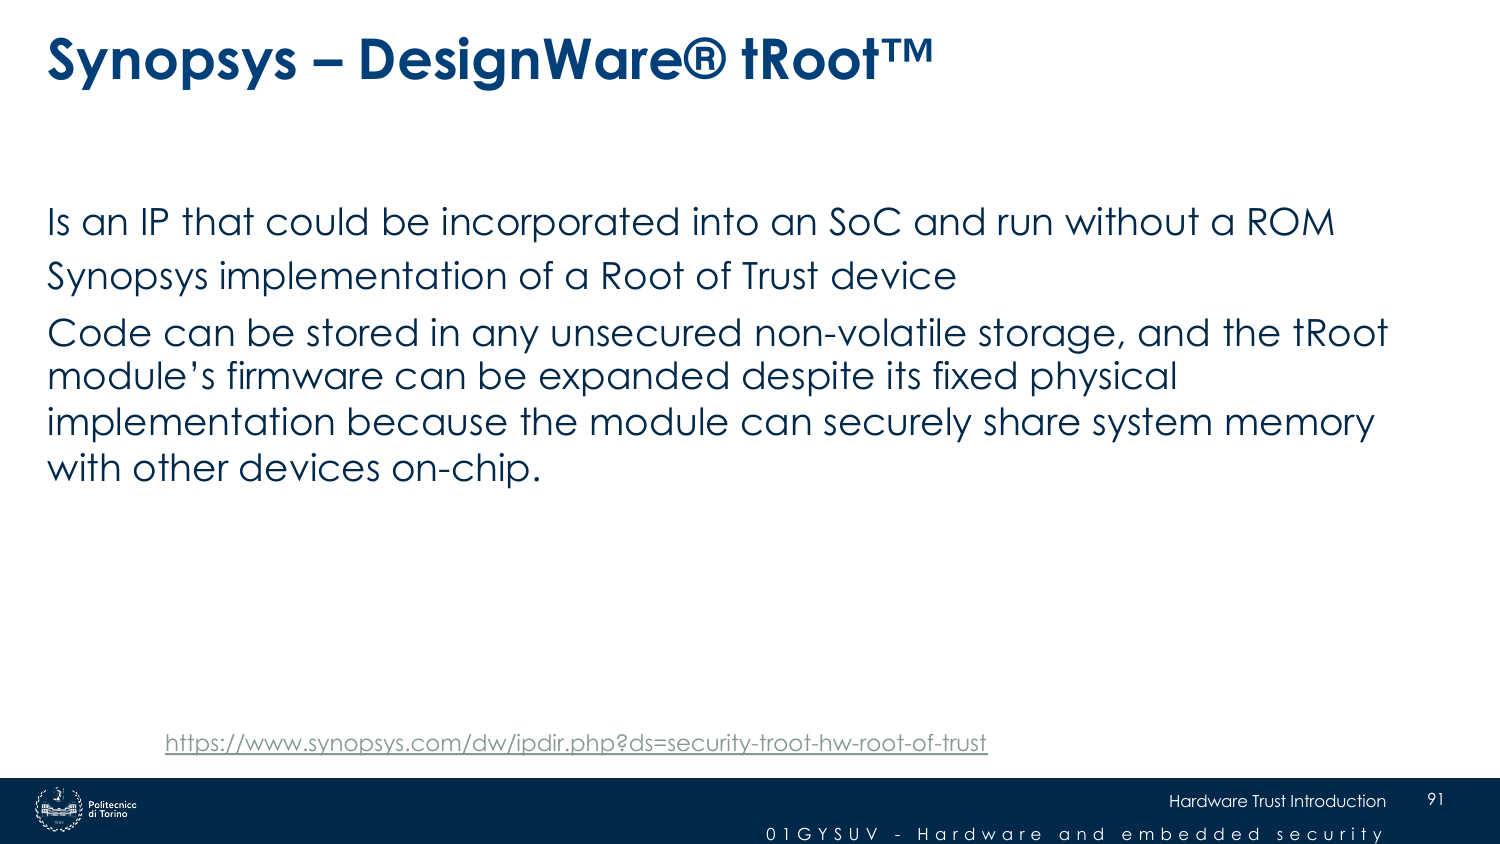 Synopsys – DesignWare® tRoot™
Is an IP that could be incorporated into an SoC and run without a ROM
Synopsys implementation of a Root of Trust device
Code can be stored in any unsecured non-volatile storage, and the tRoot
module’s firmware can be expanded despite its fixed physical
implementation because the module can securely share system memory
with other devices on-chip.
https://www.synopsys.com/dw/ipdir.php?ds=security-troot-hw-root-of-trust
Politecnico
di Torino
Hardware Trust Introduction
91
01GYSUV - Hardware and embedded security